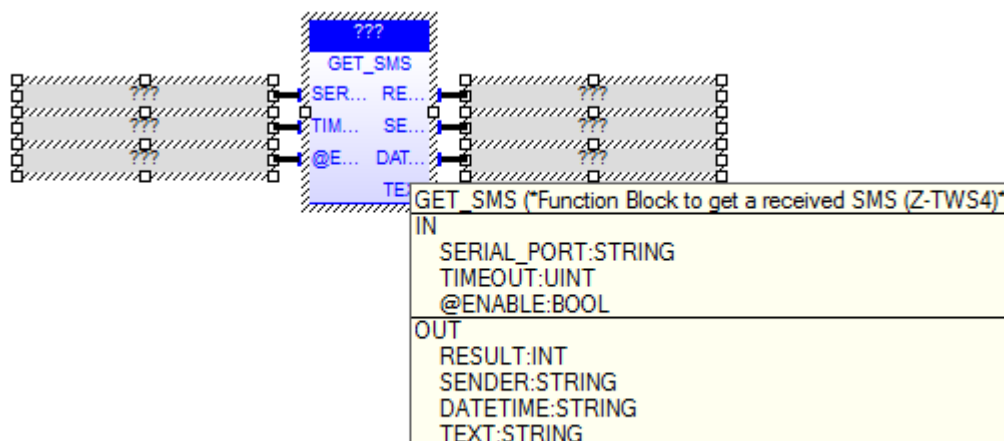 ???
GET_SMS
??? SER... RE... ???
??? TIM... SE... ???
??? @E... DAT... ???
TEX
GET_SMS (*Function Block to get a received SMS (Z-TWS4)*
IN
SERIAL_PORT:STRING
TIMEOUT:UINT
@ENABLE:BOOL
OUT
RESULT:INT
SENDER:STRING
DATETIME:STRING
TEXT:STRING